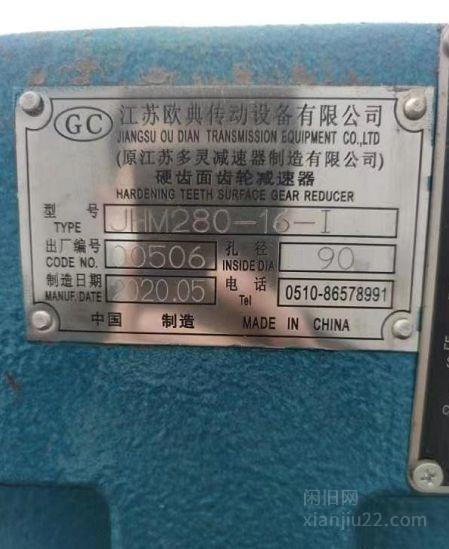 GC 江苏欧典传动设备有限公司
JIANGSU OU DIAN TRANSMISSION EQUIPMENT CO.,LTD
(原江苏多灵减速器制造有限公司)
硬齿面齿轮减速器
HARDENING TEETH SURFACE GEAR REDUCER
型号 JHM280-16-I
TYPE
出厂编号 00506 孔径 90
CODE NO. INSIDE DIA
制造日期 2020.05 电话 0510-86578991
MANUF. DATE Tel
中国 制造 MADE IN CHINA
闲旧网
xianjiu22.com